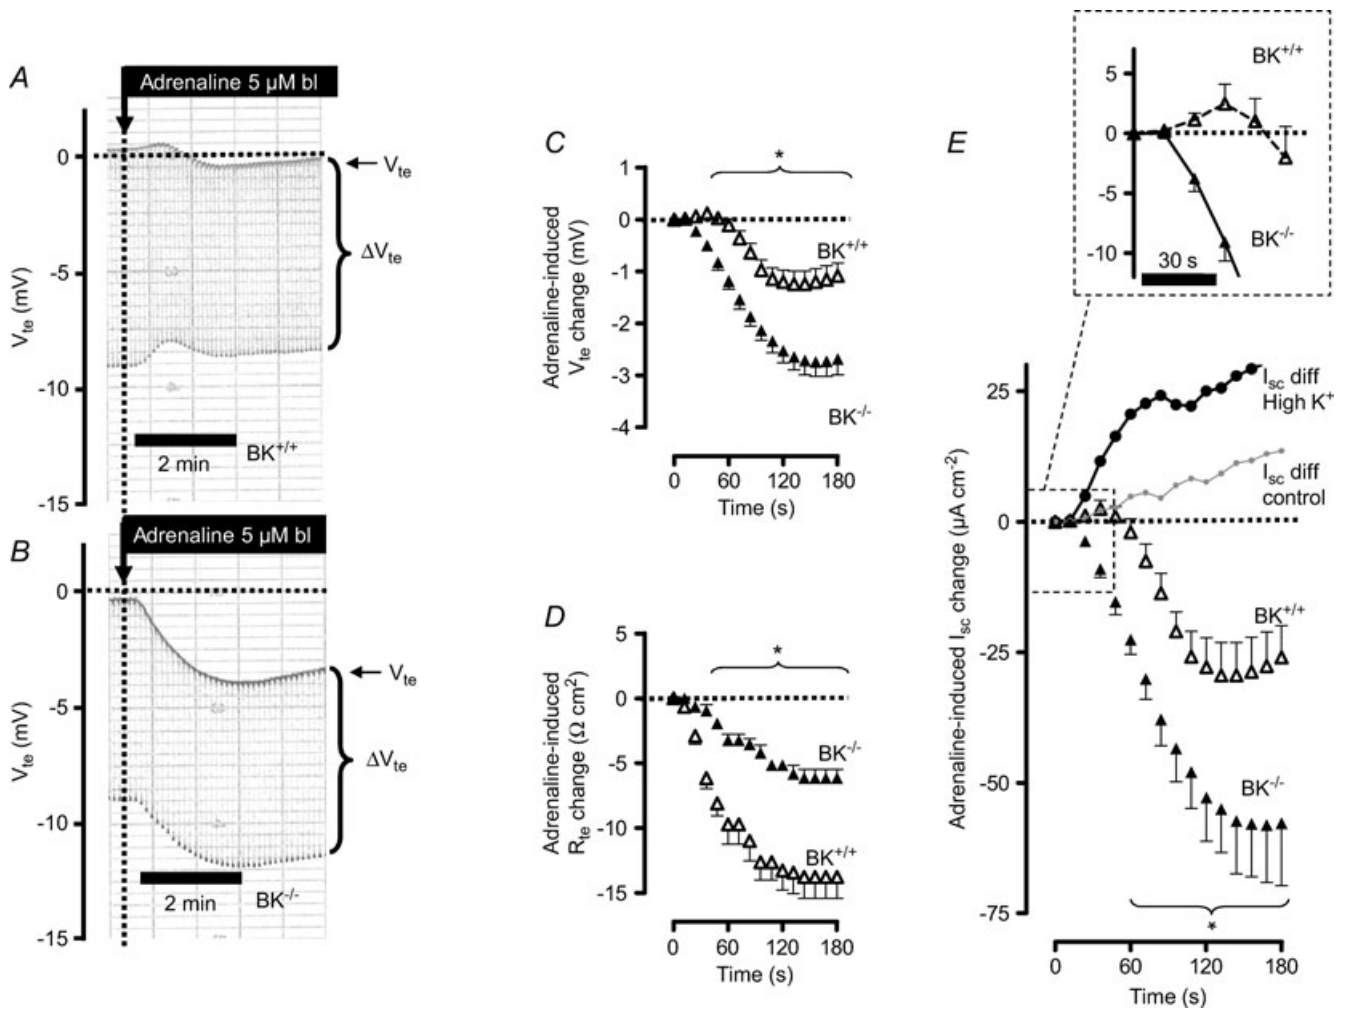 A
Adrenaline 5 µM bl
0
-5
-10
-15
Vte (mV)
Vte
ΔVte
2 min
BK+/+
B
Adrenaline 5 µM bl
0
-5
-10
-15
Vte (mV)
Vte
ΔVte
2 min
BK-/-
C
*
1
0
-1
-2
-3
-4
Adrenaline-induced
Vte change (mV)
BK+/+
BK-/-
0 60 120 180
Time (s)
D
*
5
0
-5
-10
-15
Adrenaline-induced
Rte change (Ω cm2)
BK-/-
BK+/+
0 60 120 180
Time (s)
E
BK+/+
5
0
-5
-10
BK-/-
30 s
25
0
-25
-50
-75
Adrenaline-induced Isc change (µA cm-2)
Isc diff
High K+
Isc diff
control
BK+/+
BK-/-
*
0 60 120 180
Time (s)